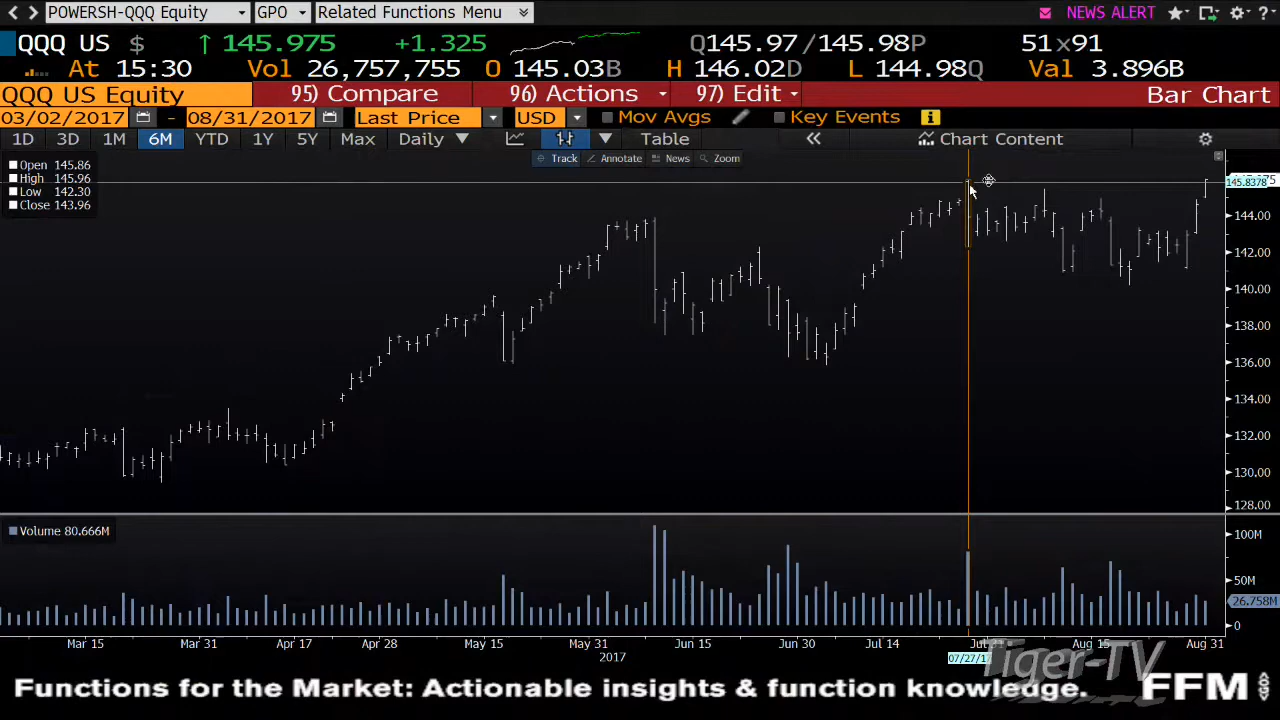 POWERSH-QQQ Equity GPO Related Functions Menu NEWS ALERT ?
QQQ US $ ↑ 145.975 +1.325 Q145.97/145.98P 51x91
At 15:30 Vol 26,757,755 O 145.03B H 146.02D L 144.98Q Val 3.896B
QQQ US Equity 95) Compare 96) Actions 97) Edit Bar Chart
03/02/2017 - 08/31/2017 Last Price USD Mov Avgs Key Events i
1D 3D 1M 6M YTD 1Y 5Y Max Daily ▼ ▼ Table « Chart Content
Track Annotate News Zoom
Open 145.86
High 145.96
Low 142.30
Close 143.96
145.8378
144.00
142.00
140.00
138.00
136.00
134.00
132.00
130.00
128.00
Volume 80.666M
100M
50M
26.758M
0
Mar 15 Mar 31 Apr 17 Apr 28 May 15 May 31 Jun 15 Jun 30 Jul 14 Jul 31 Aug 15 Aug 31
2017
07/27/17
Tiger-TV
Functions for the Market: Actionable insights & function knowledge.
FFM